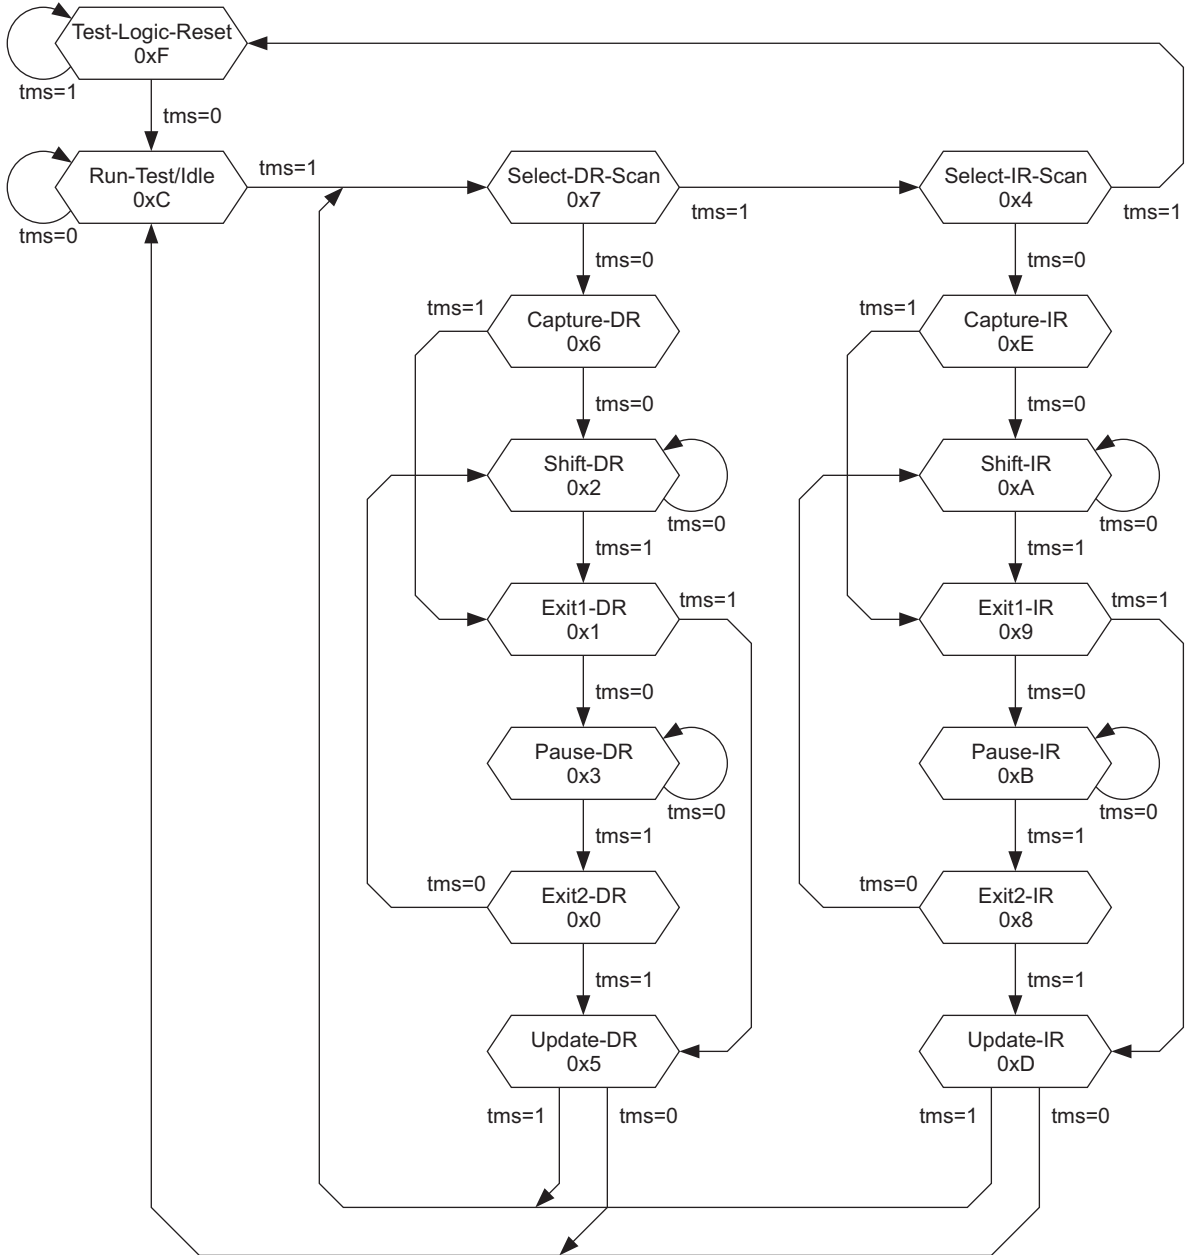 Test-Logic-Reset
0xF
tms=1
tms=0
Run-Test/Idle
0xC
tms=0
tms=1
Select-DR-Scan
0x7
tms=1
Select-IR-Scan
0x4
tms=1
tms=0
tms=0
tms=1
Capture-DR
0x6
tms=1
Capture-IR
0xE
tms=0
tms=0
Shift-DR
0x2
tms=0
Shift-IR
0xA
tms=0
tms=1
tms=1
Exit1-DR
0x1
tms=1
Exit1-IR
0x9
tms=1
tms=0
tms=0
Pause-DR
0x3
tms=0
Pause-IR
0xB
tms=0
tms=1
tms=1
tms=0
Exit2-DR
0x0
tms=0
Exit2-IR
0x8
tms=1
tms=1
Update-DR
0x5
Update-IR
0xD
tms=1
tms=0
tms=1
tms=0